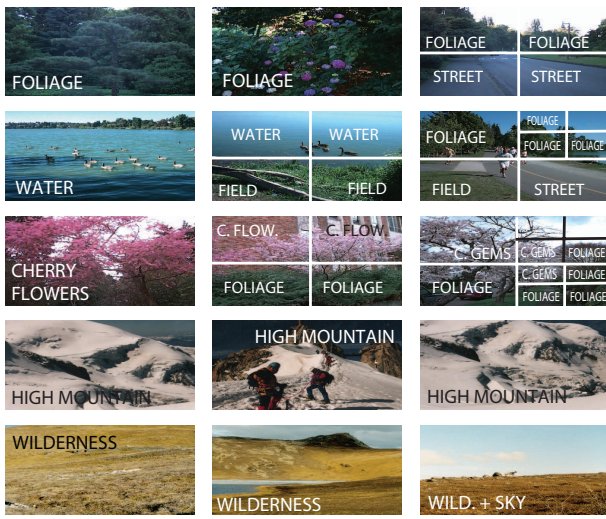 FOLIAGE
FOLIAGE
FOLIAGE FOLIAGE
STREET STREET
WATER
WATER WATER
FIELD FIELD
FOLIAGE
FOLIAGE
FOLIAGE FOLIAGE
FIELD STREET
CHERRY
FLOWERS
C. FLOW. C. FLOW.
FOLIAGE FOLIAGE
C. GEMS C. GEMS FOLIAGE
FOLIAGE C. GEMS FOLIAGE
FOLIAGE FOLIAGE
HIGH MOUNTAIN
HIGH MOUNTAIN
HIGH MOUNTAIN
WILDERNESS
WILDERNESS
WILD. + SKY